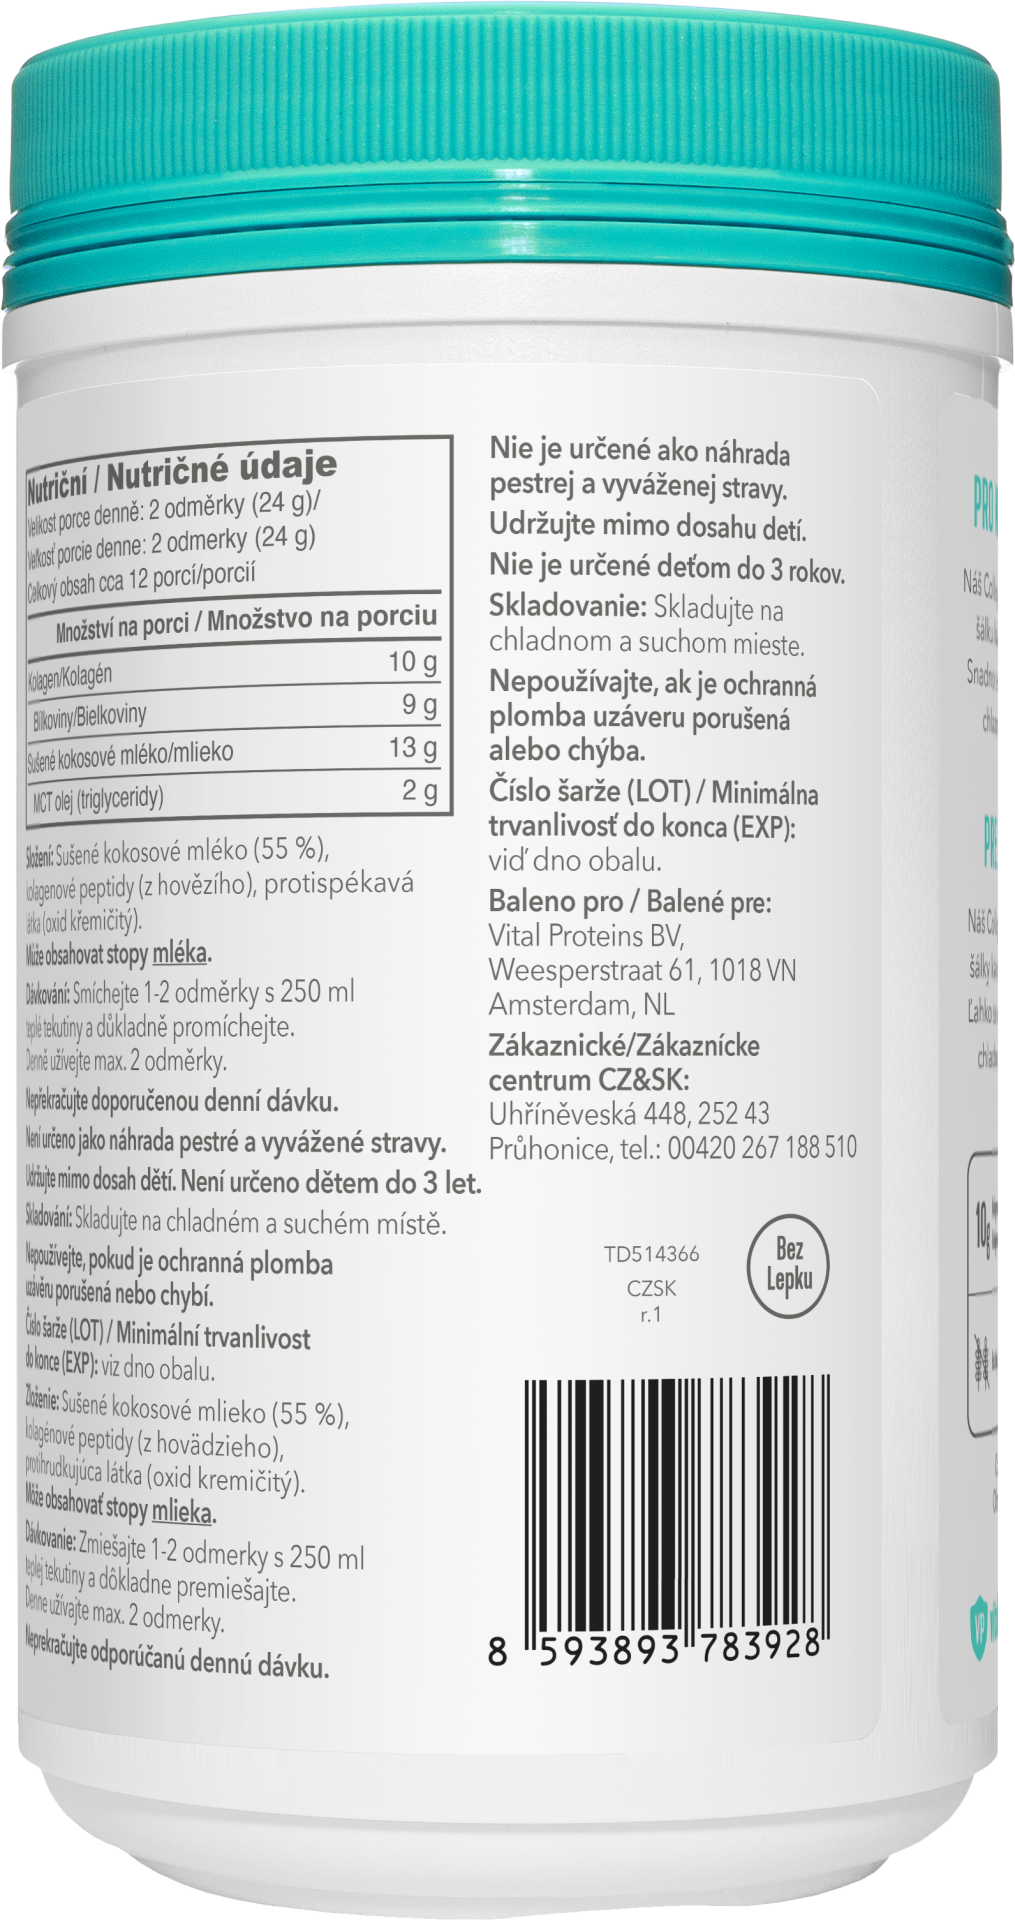 Nutriční / Nutričné údaje
Velikost porce denně: 2 odměrky (24 g)/
Veľkosť porcie denne: 2 odmerky (24 g)
Celkový obsah cca 12 porcí/porcií
Množství na porci / Množstvo na porciu
Kolagen/Kolagén 10 g
Bílkoviny/Bielkoviny 9 g
Sušené kokosové mléko/mlieko 13 g
MCT olej (triglyceridy) 2 g
Složení: Sušené kokosové mléko (55 %),
kolagenové peptidy (z hovězího), protispékavá
látka (oxid křemičitý).
Může obsahovat stopy mléka.
Dávkování: Smíchejte 1-2 odměrky s 250 ml
teplé tekutiny a důkladně promíchejte.
Denně užívejte max. 2 odměrky.
Nepřekračujte doporučenou denní dávku.
Není určeno jako náhrada pestré a vyvážené stravy.
Udržujte mimo dosah dětí. Není určeno dětem do 3 let.
Skladování: Skladujte na chladném a suchém místě.
Nepoužívejte, pokud je ochranná plomba
uzávěru porušená nebo chybí.
Číslo šarže (LOT) / Minimální trvanlivost
do konce (EXP): viz dno obalu.
Zloženie: Sušené kokosové mlieko (55 %),
kolagénové peptidy (z hovädzieho),
protihrudkujúca látka (oxid kremičitý).
Môže obsahovať stopy mlieka.
Dávkovanie: Zmiešajte 1-2 odmerky s 250 ml
teplej tekutiny a dôkladne premiešajte.
Denne užívajte max. 2 odmerky.
Neprekračujte odporúčanú dennú dávku.
Nie je určené ako náhrada
pestrej a vyváženej stravy.
Udržujte mimo dosahu detí.
Nie je určené deťom do 3 rokov.
Skladovanie: Skladujte na
chladnom a suchom mieste.
Nepoužívajte, ak je ochranná
plomba uzáveru porušená
alebo chýba.
Číslo šarže (LOT) / Minimálna
trvanlivosť do konca (EXP):
viď dno obalu.
Baleno pro / Balené pre:
Vital Proteins BV,
Weesperstraat 61, 1018 VN
Amsterdam, NL
Zákaznické/Zákaznícke
centrum CZ&SK:
Uhříněveská 448, 252 43
Průhonice, tel.: 00420 267 188 510
TD514366
CZSK
r.1
Bez
Lepku
8 593893 783928
PRO
Náš
Snadno
Náš
šálky
Ľahko
10g
VP